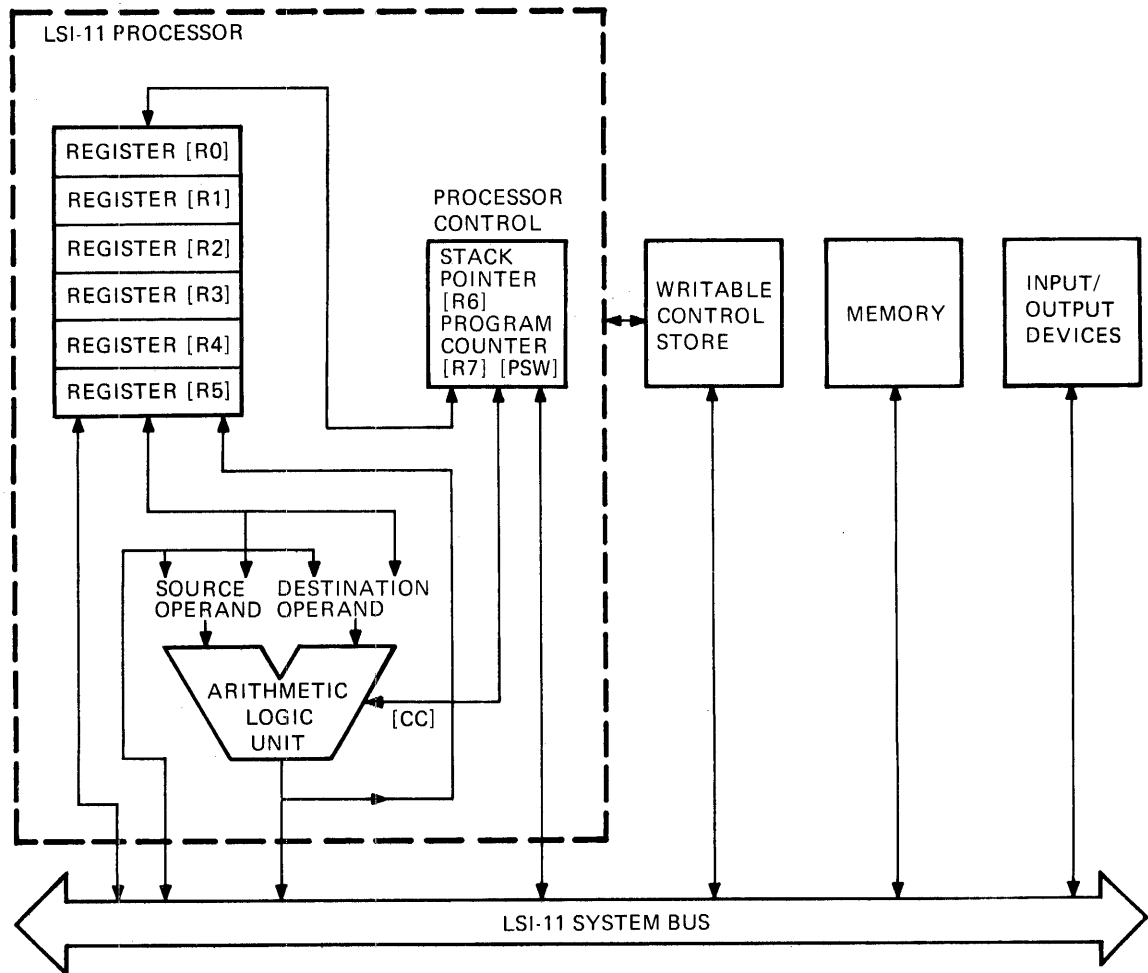 LSI-11 PROCESSOR
REGISTER [R0]
REGISTER [R1]
REGISTER [R2]
REGISTER [R3]
REGISTER [R4]
REGISTER [R5]
PROCESSOR
CONTROL
STACK
POINTER
[R6]
PROGRAM
COUNTER
[R7] [PSW]
WRITABLE
CONTROL
STORE
MEMORY
INPUT/
OUTPUT
DEVICES
SOURCE
OPERAND
DESTINATION
OPERAND
ARITHMETIC
LOGIC
UNIT
[CC]
LSI-11 SYSTEM BUS